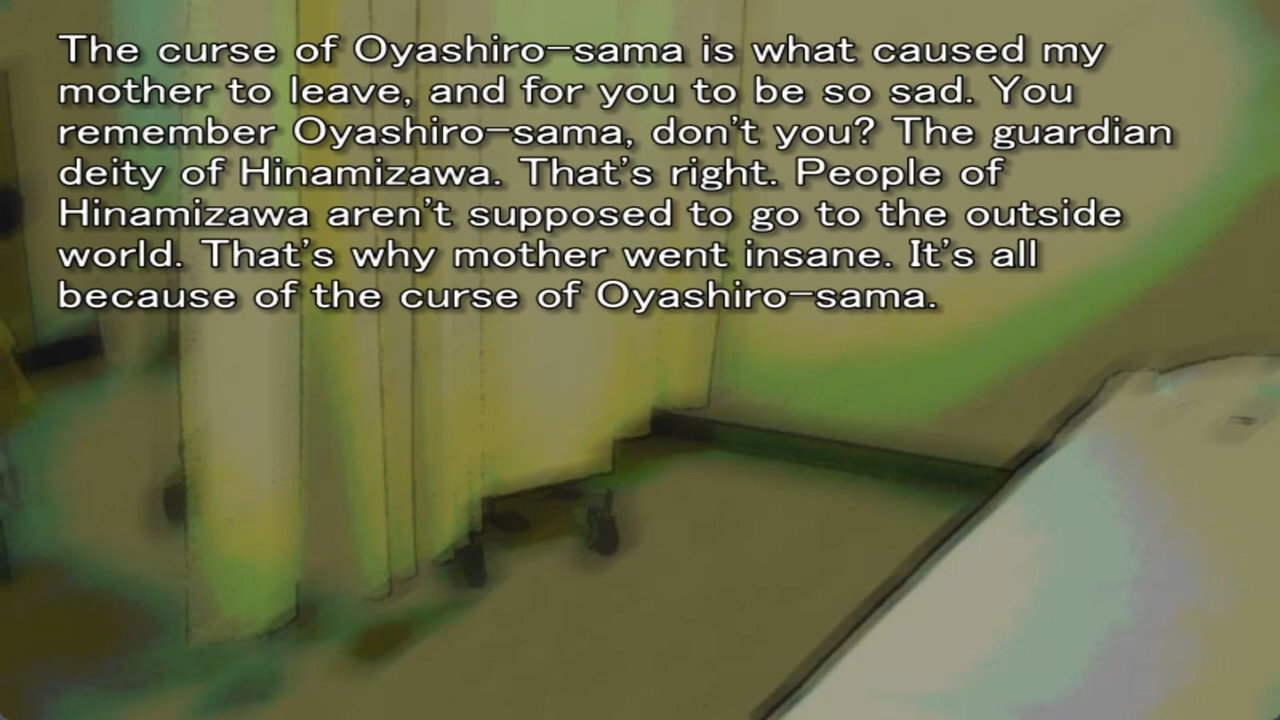 The curse of Oyashiro-sama is what caused my
mother to leave, and for you to be so sad. You
remember Oyashiro-sama, don't you? The guardian
deity of Hinamizawa. That's right. People of
Hinamizawa aren't supposed to go to the outside
world. That's why mother went insane. It's all
because of the curse of Oyashiro-sama.